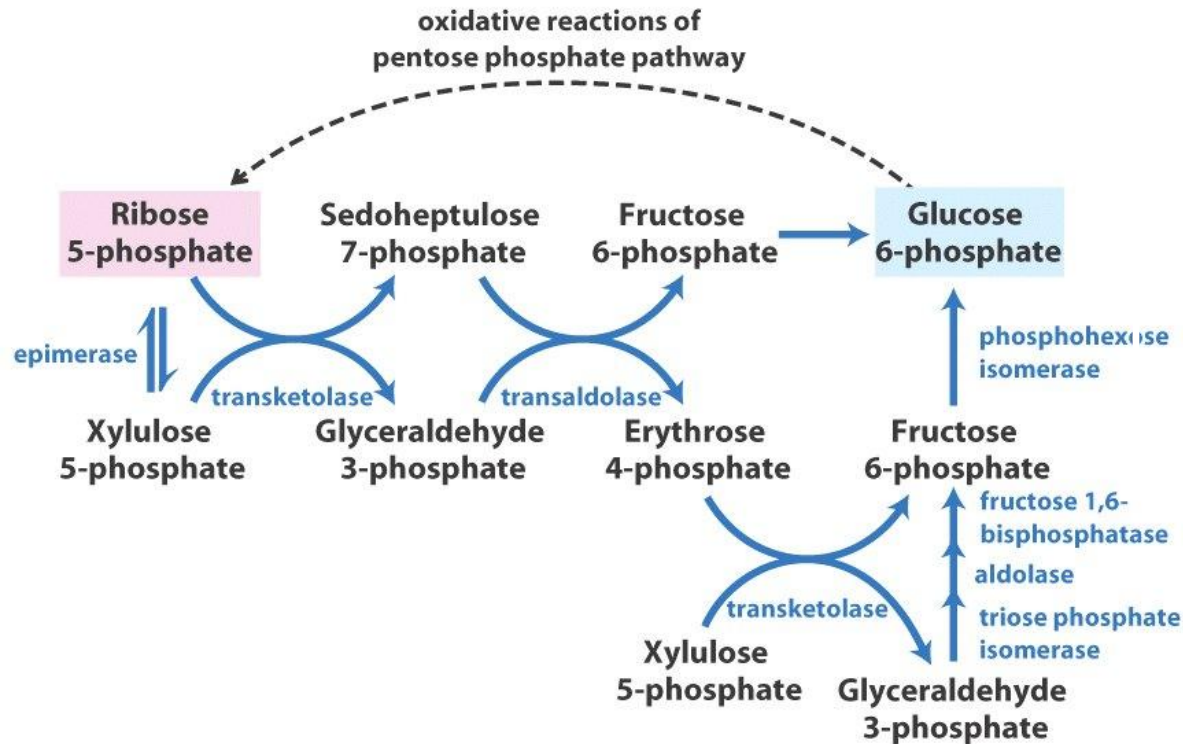 oxidative reactions of
pentose phosphate pathway
Ribose
5-phosphate
Sedoheptulose
7-phosphate
Fructose
6-phosphate
Glucose
6-phosphate
epimerase
transketolase
transaldolase
phosphohexose
isomerase
Xylulose
5-phosphate
Glyceraldehyde
3-phosphate
Erythrose
4-phosphate
Fructose
6-phosphate
fructose 1,6-
bisphosphatase
aldolase
transketolase
triose phosphate
isomerase
Xylulose
5-phosphate
Glyceraldehyde
3-phosphate